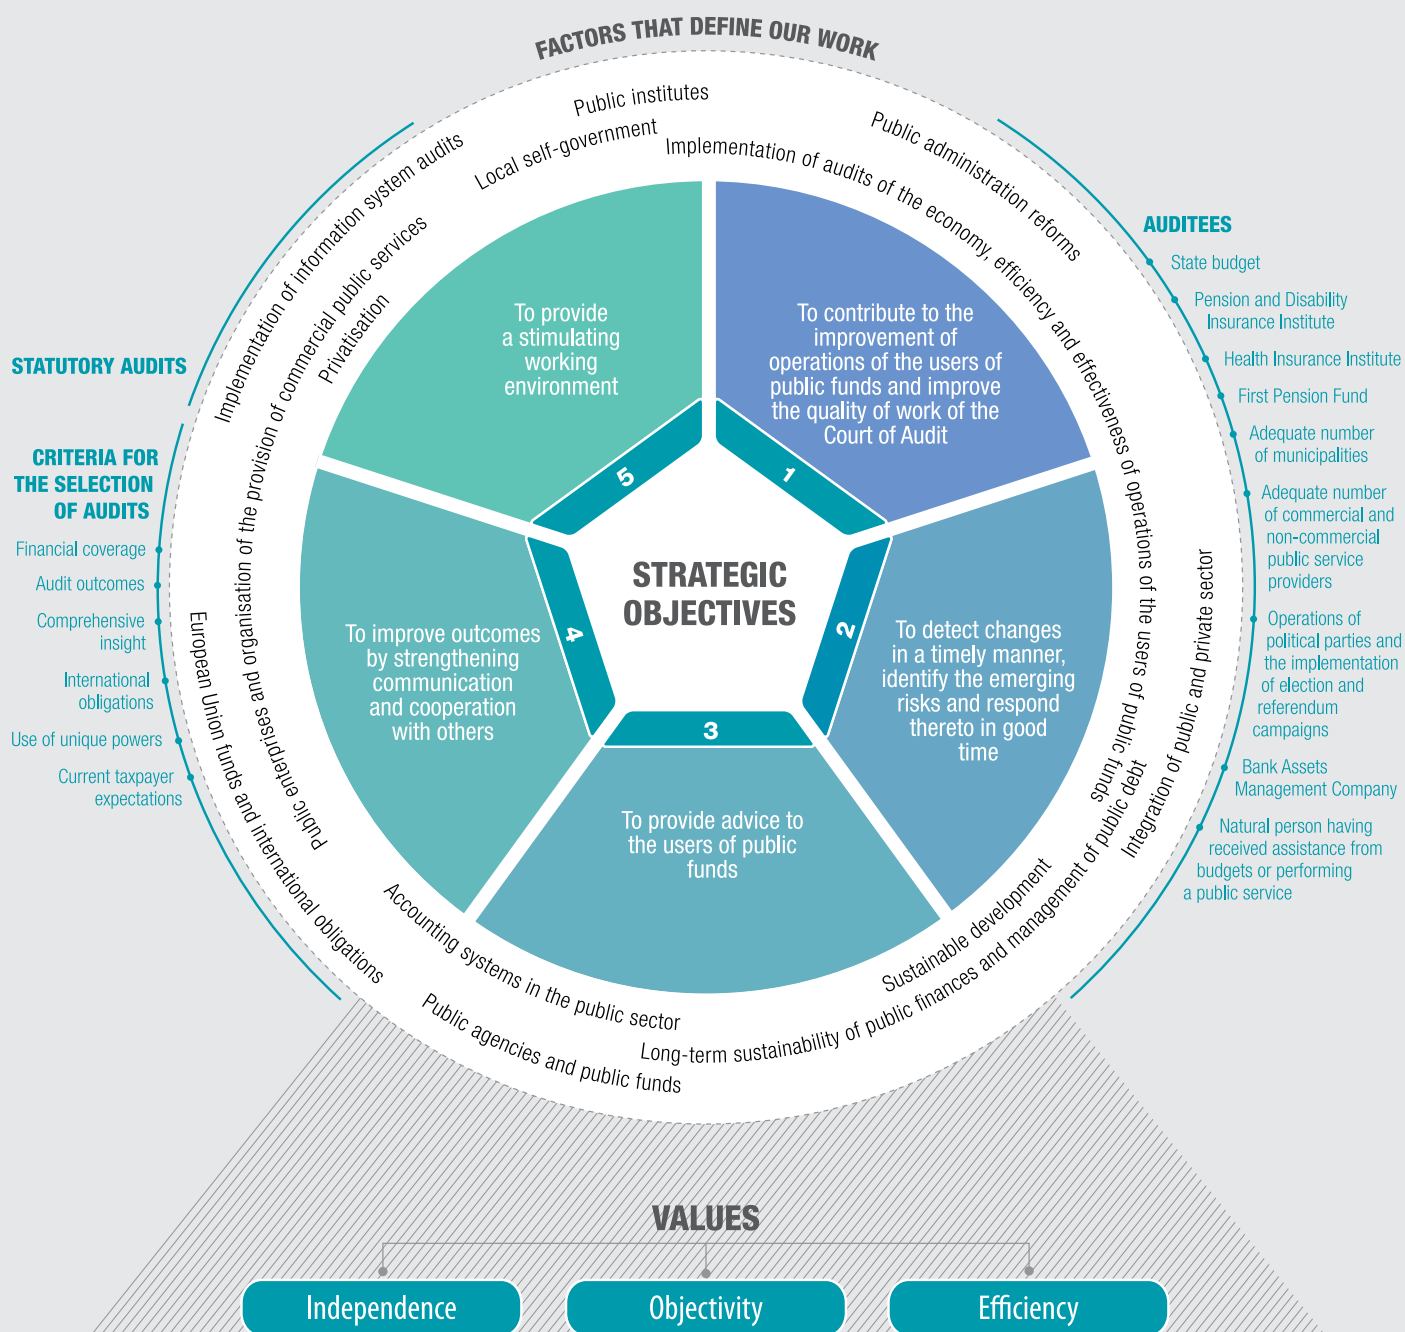 FACTORS THAT DEFINE OUR WORK
Public institutes
Local self-government
Implementation of audits of the economy, efficiency and effectiveness of operations of the users of public funds
Public administration reforms
Implementation of information system audits
Public enterprises and organisation of the provision of commercial public services
Privatisation
European Union funds and international obligations
Accounting systems in the public sector
Public agencies and public funds
Long-term sustainability of public finances and management of public debt
Sustainable development
Integration of public and private sector
STATUTORY AUDITS
CRITERIA FOR
THE SELECTION
OF AUDITS
Financial coverage
Audit outcomes
Comprehensive
insight
International
obligations
Use of unique powers
Current taxpayer
expectations
AUDITEES
State budget
Pension and Disability
Insurance Institute
Health Insurance Institute
First Pension Fund
Adequate number
of municipalities
Adequate number
of commercial and
non-commercial
public service
providers
Operations of
political parties and
the implementation
of election and
referendum
campaigns
Bank Assets
Management Company
Natural person having
received assistance from
budgets or performing
a public service
STRATEGIC
OBJECTIVES
1
To contribute to the
improvement of
operations of the users of
public funds and improve
the quality of work of the
Court of Audit
2
To detect changes
in a timely manner,
identify the emerging
risks and respond
thereto in good
time
3
To provide advice to
the users of public
funds
4
To improve outcomes
by strengthening
communication
and cooperation
with others
5
To provide
a stimulating
working
environment
VALUES
Independence
Objectivity
Efficiency